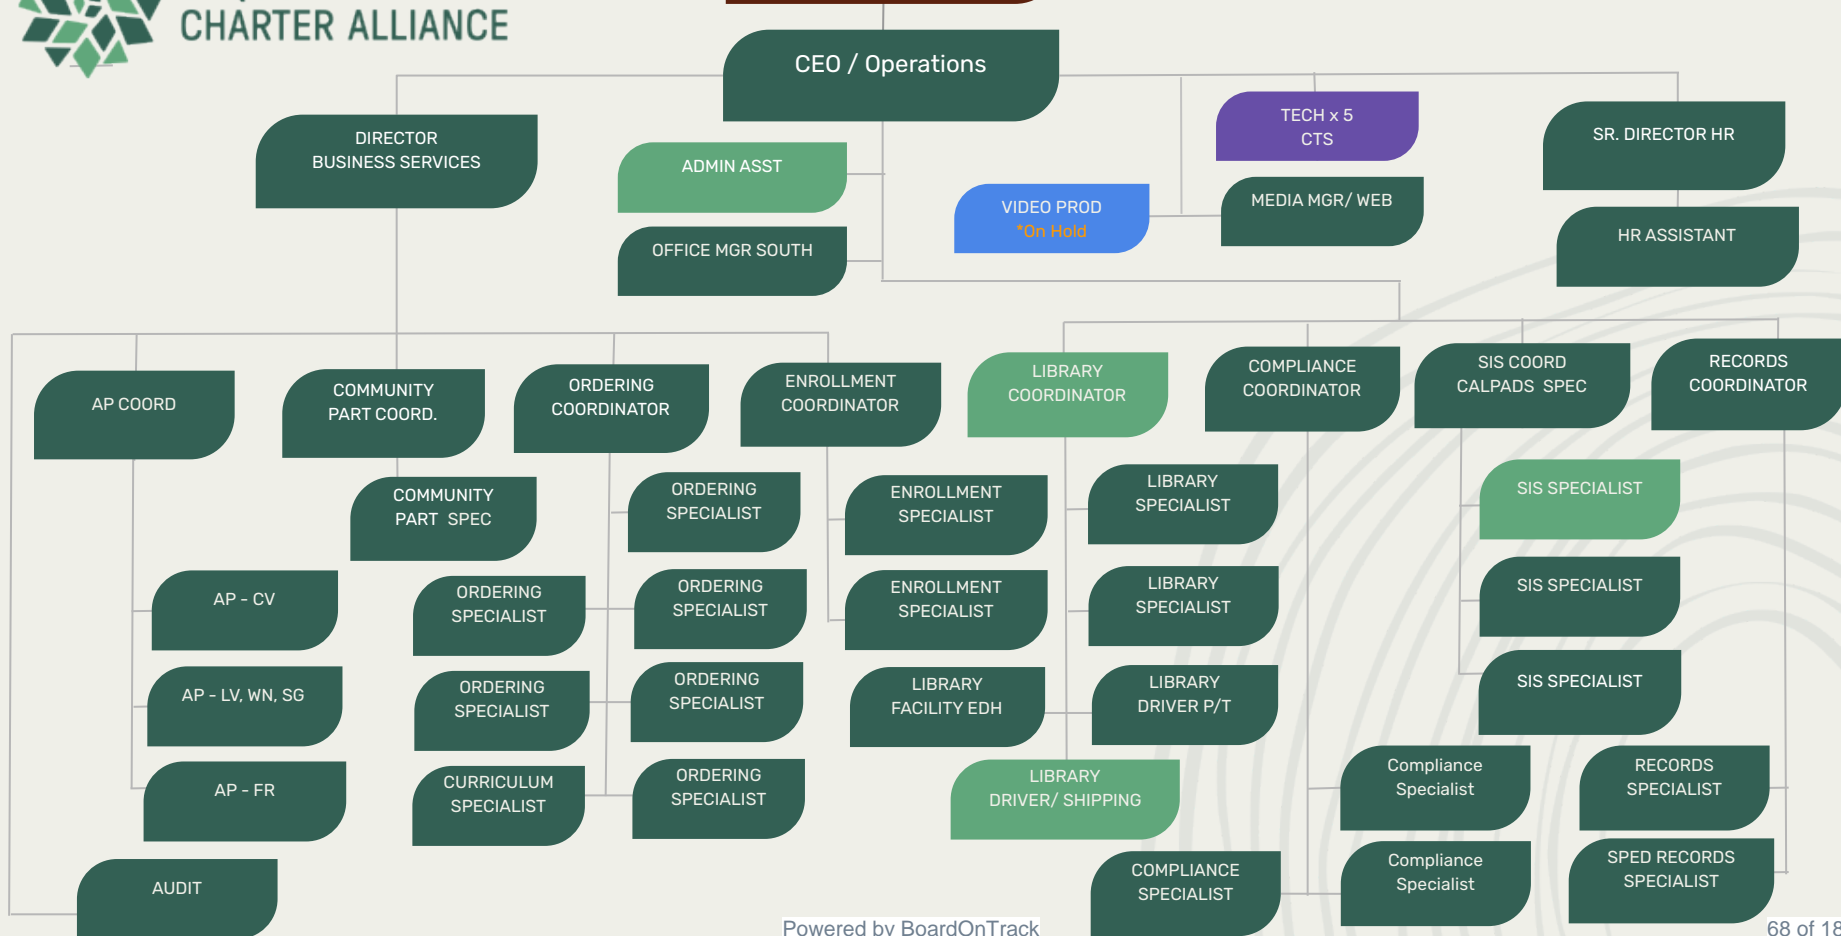 CHARTER ALLIANCE
CEO / Operations
DIRECTOR
BUSINESS SERVICES
ADMIN ASST
OFFICE MGR SOUTH
VIDEO PROD
*On Hold
TECH x 5
CTS
MEDIA MGR/ WEB
SR. DIRECTOR HR
HR ASSISTANT
AP COORD
COMMUNITY
PART COORD.
ORDERING
COORDINATOR
ENROLLMENT
COORDINATOR
LIBRARY
COORDINATOR
COMPLIANCE
COORDINATOR
SIS COORD
CALPADS SPEC
RECORDS
COORDINATOR
COMMUNITY
PART SPEC
ORDERING
SPECIALIST
ENROLLMENT
SPECIALIST
LIBRARY
SPECIALIST
SIS SPECIALIST
AP - CV
ORDERING
SPECIALIST
ORDERING
SPECIALIST
ENROLLMENT
SPECIALIST
LIBRARY
SPECIALIST
SIS SPECIALIST
AP - LV, WN, SG
ORDERING
SPECIALIST
ORDERING
SPECIALIST
LIBRARY
FACILITY EDH
LIBRARY
DRIVER P/T
SIS SPECIALIST
AP - FR
CURRICULUM
SPECIALIST
ORDERING
SPECIALIST
LIBRARY
DRIVER/ SHIPPING
Compliance
Specialist
RECORDS
SPECIALIST
AUDIT
COMPLIANCE
SPECIALIST
Compliance
Specialist
SPED RECORDS
SPECIALIST
Powered by BoardOnTrack
68 of 18